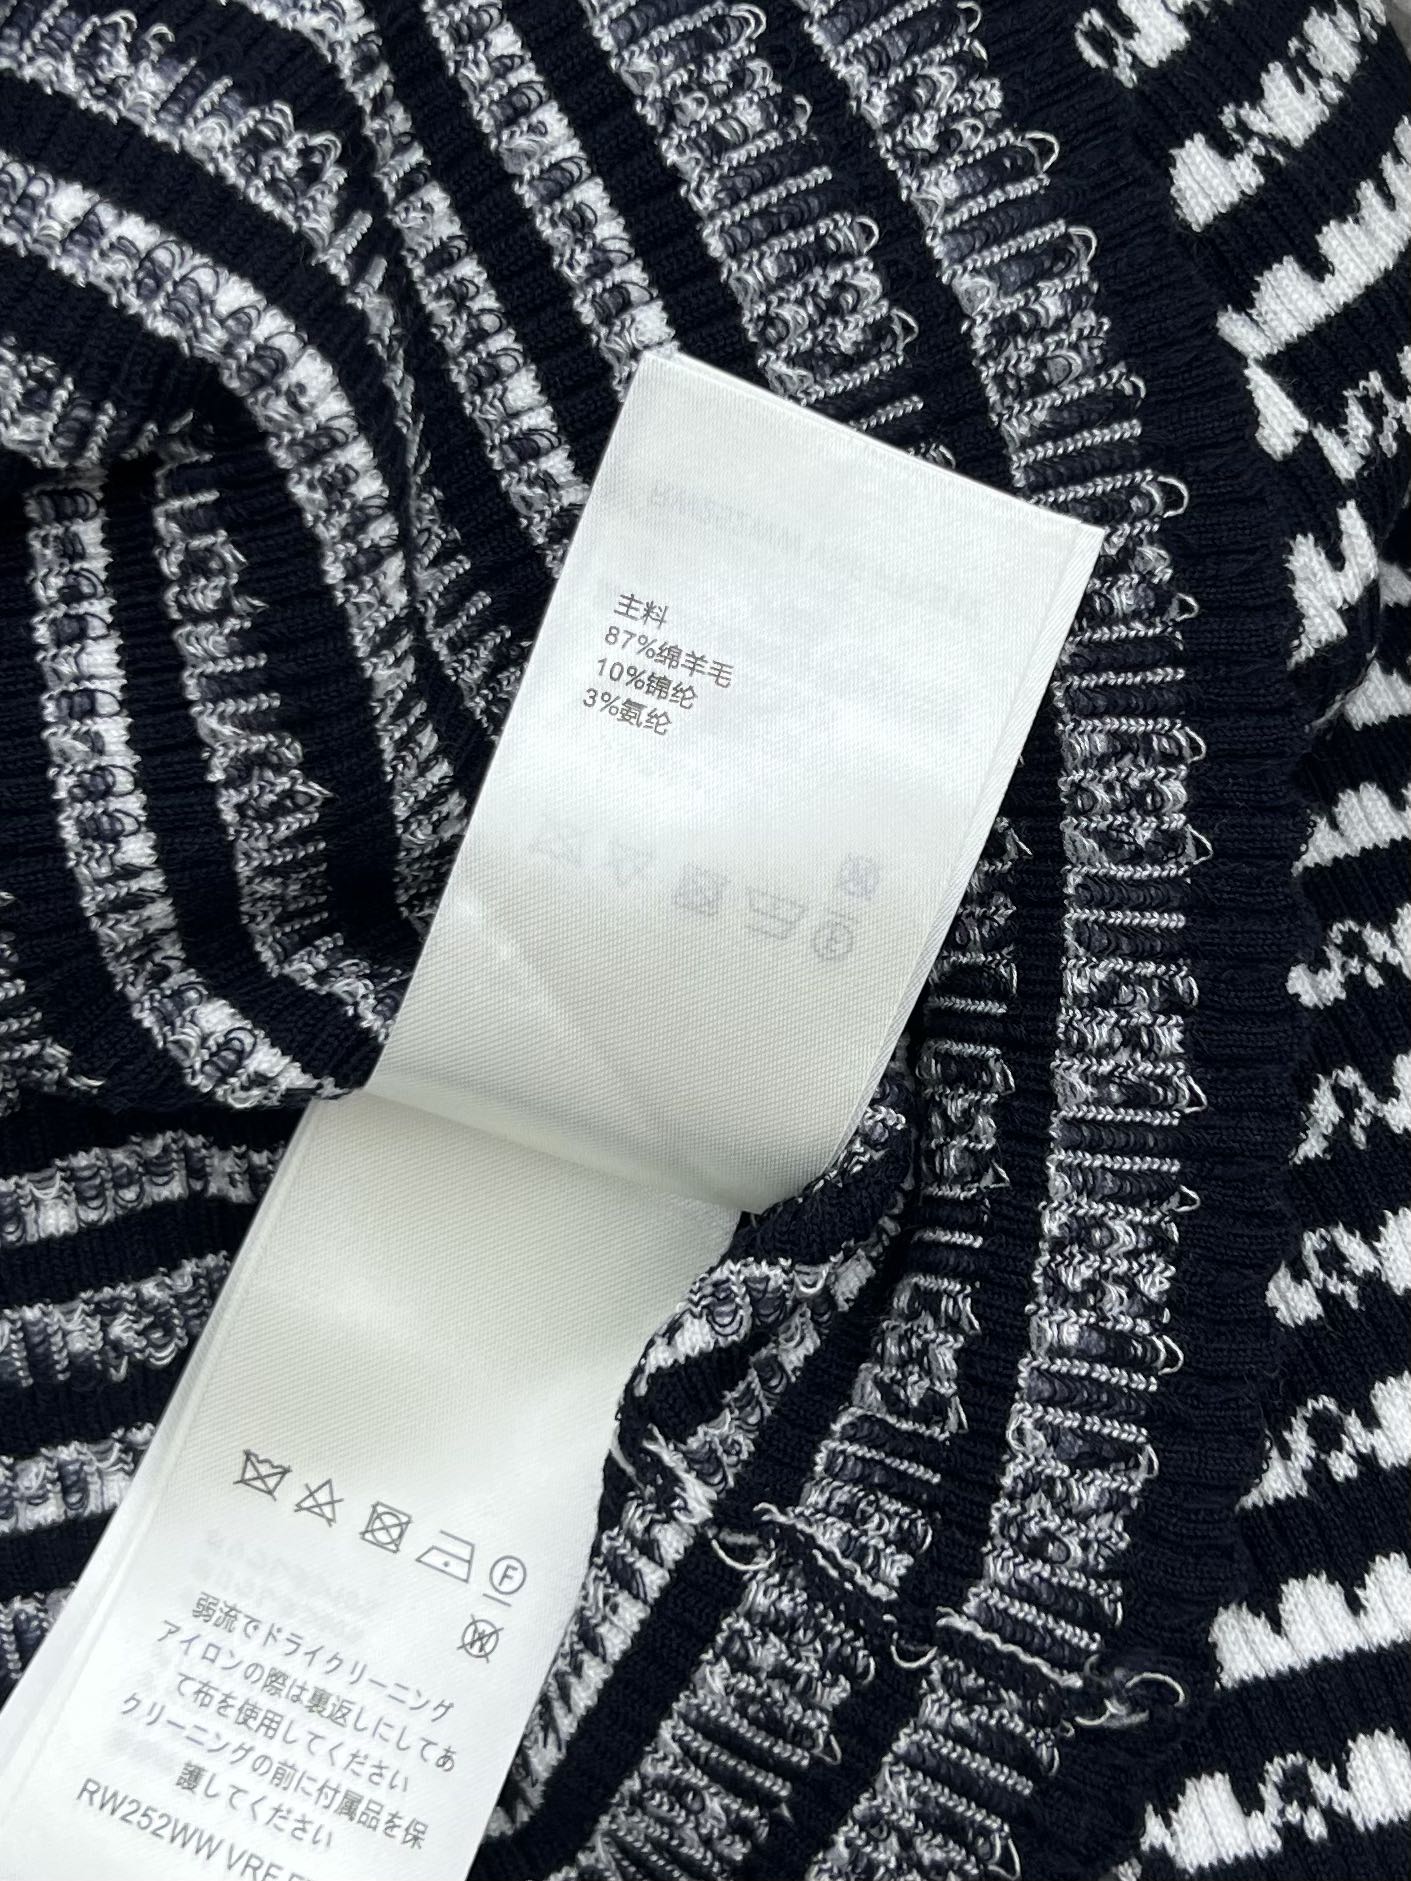 主料
87%绵羊毛
10%锦纶
3%氨纶
F
W
弱流でドライクリーニング
アイロンの際は裏返しにしてあ
て布を使用してください
クリーニングの前に付属品を保
護してください
RW252WW VRF